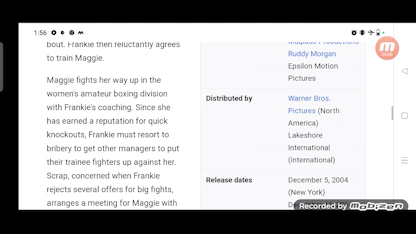 1:56
bout. Frankie then reluctantly agrees
to train Maggie.
Maggie fights her way up in the
women's amateur boxing division
with Frankie's coaching. Since she
has earned a reputation for quick
knockouts, Frankie must resort to
bribery to get other managers to put
their trainee fighters up against her.
Scrap, concerned when Frankie
rejects several offers for big fights,
arranges a meeting for Maggie with
Malpaso Productions
Ruddy Morgan
Epsilon Motion
Pictures
Distributed by
Warner Bros.
Pictures (North
America)
Lakeshore
International
(international)
Release dates
December 5, 2004
(New York)
Recorded by Mobizen